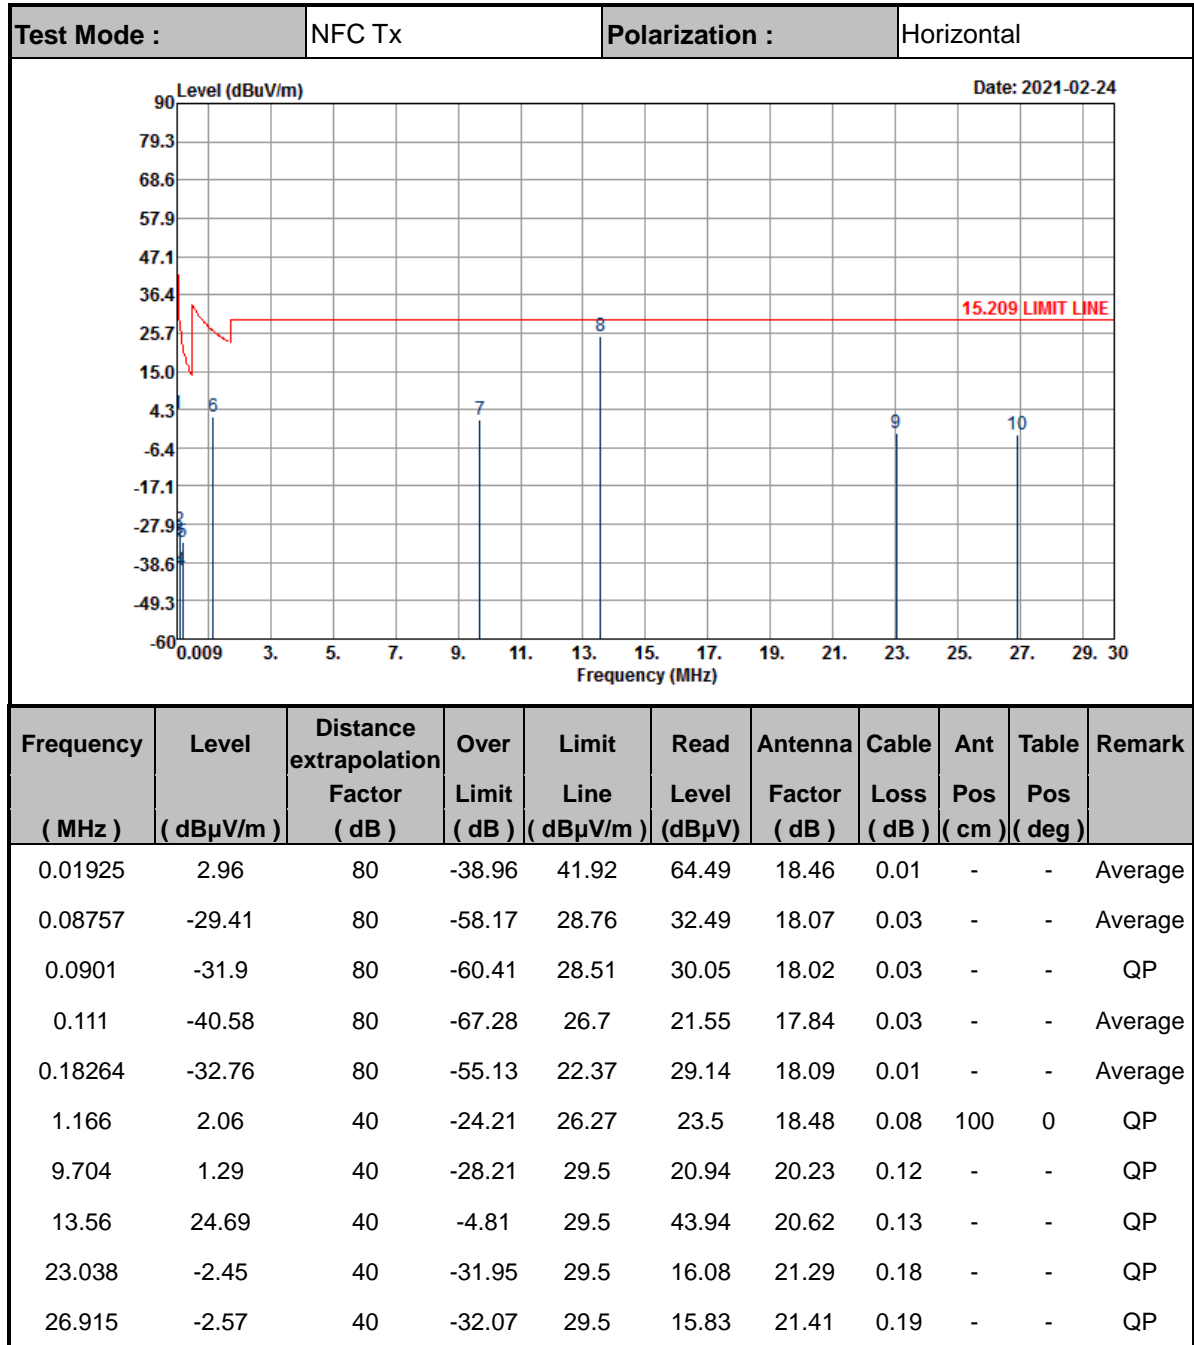 Test Mode : NFC Tx Polarization : Horizontal
Level (dBuV/m) Date: 2021-02-24
90
79.3
68.6
57.9
47.1
36.4
15.209 LIMIT LINE
25.7
8
15.0
4.3
6
7
-6.4
9
10
-17.1
-27.9
2
5
-38.6
4
-49.3
-60
0.009 3. 5. 7. 9. 11. 13. 15. 17. 19. 21. 23. 25. 27. 29. 30
Frequency (MHz)
Frequency Level Distance extrapolation Over Limit Read Antenna Cable Ant Table Remark
Factor Limit Line Level Factor Loss Pos Pos
( MHz ) ( dBµV/m ) ( dB ) ( dB ) ( dBµV/m ) (dBµV) ( dB ) ( dB ) ( cm ) ( deg )
0.01925 2.96 80 -38.96 41.92 64.49 18.46 0.01 - - Average
0.08757 -29.41 80 -58.17 28.76 32.49 18.07 0.03 - - Average
0.0901 -31.9 80 -60.41 28.51 30.05 18.02 0.03 - - QP
0.111 -40.58 80 -67.28 26.7 21.55 17.84 0.03 - - Average
0.18264 -32.76 80 -55.13 22.37 29.14 18.09 0.01 - - Average
1.166 2.06 40 -24.21 26.27 23.5 18.48 0.08 100 0 QP
9.704 1.29 40 -28.21 29.5 20.94 20.23 0.12 - - QP
13.56 24.69 40 -4.81 29.5 43.94 20.62 0.13 - - QP
23.038 -2.45 40 -31.95 29.5 16.08 21.29 0.18 - - QP
26.915 -2.57 40 -32.07 29.5 15.83 21.41 0.19 - - QP